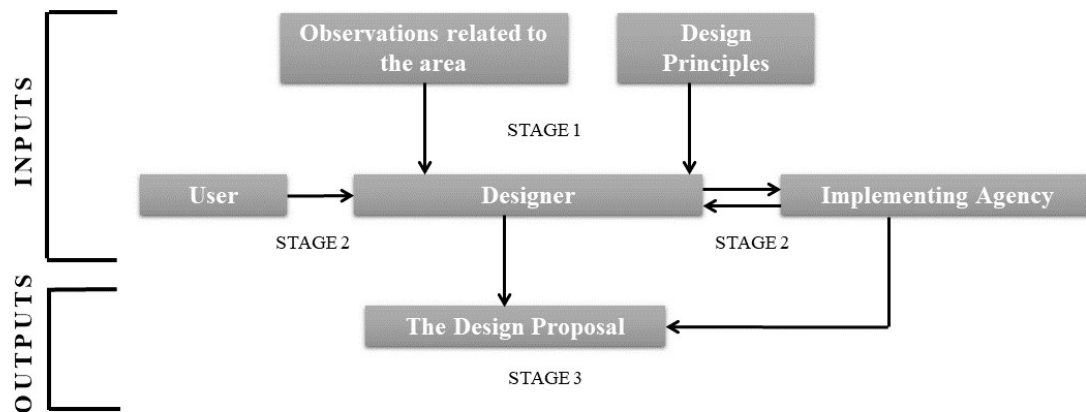 INPUTS
Observations related to
the area
Design
Principles
STAGE 1
User
Designer
Implementing Agency
STAGE 2
STAGE 2
OUTPUTS
The Design Proposal
STAGE 3